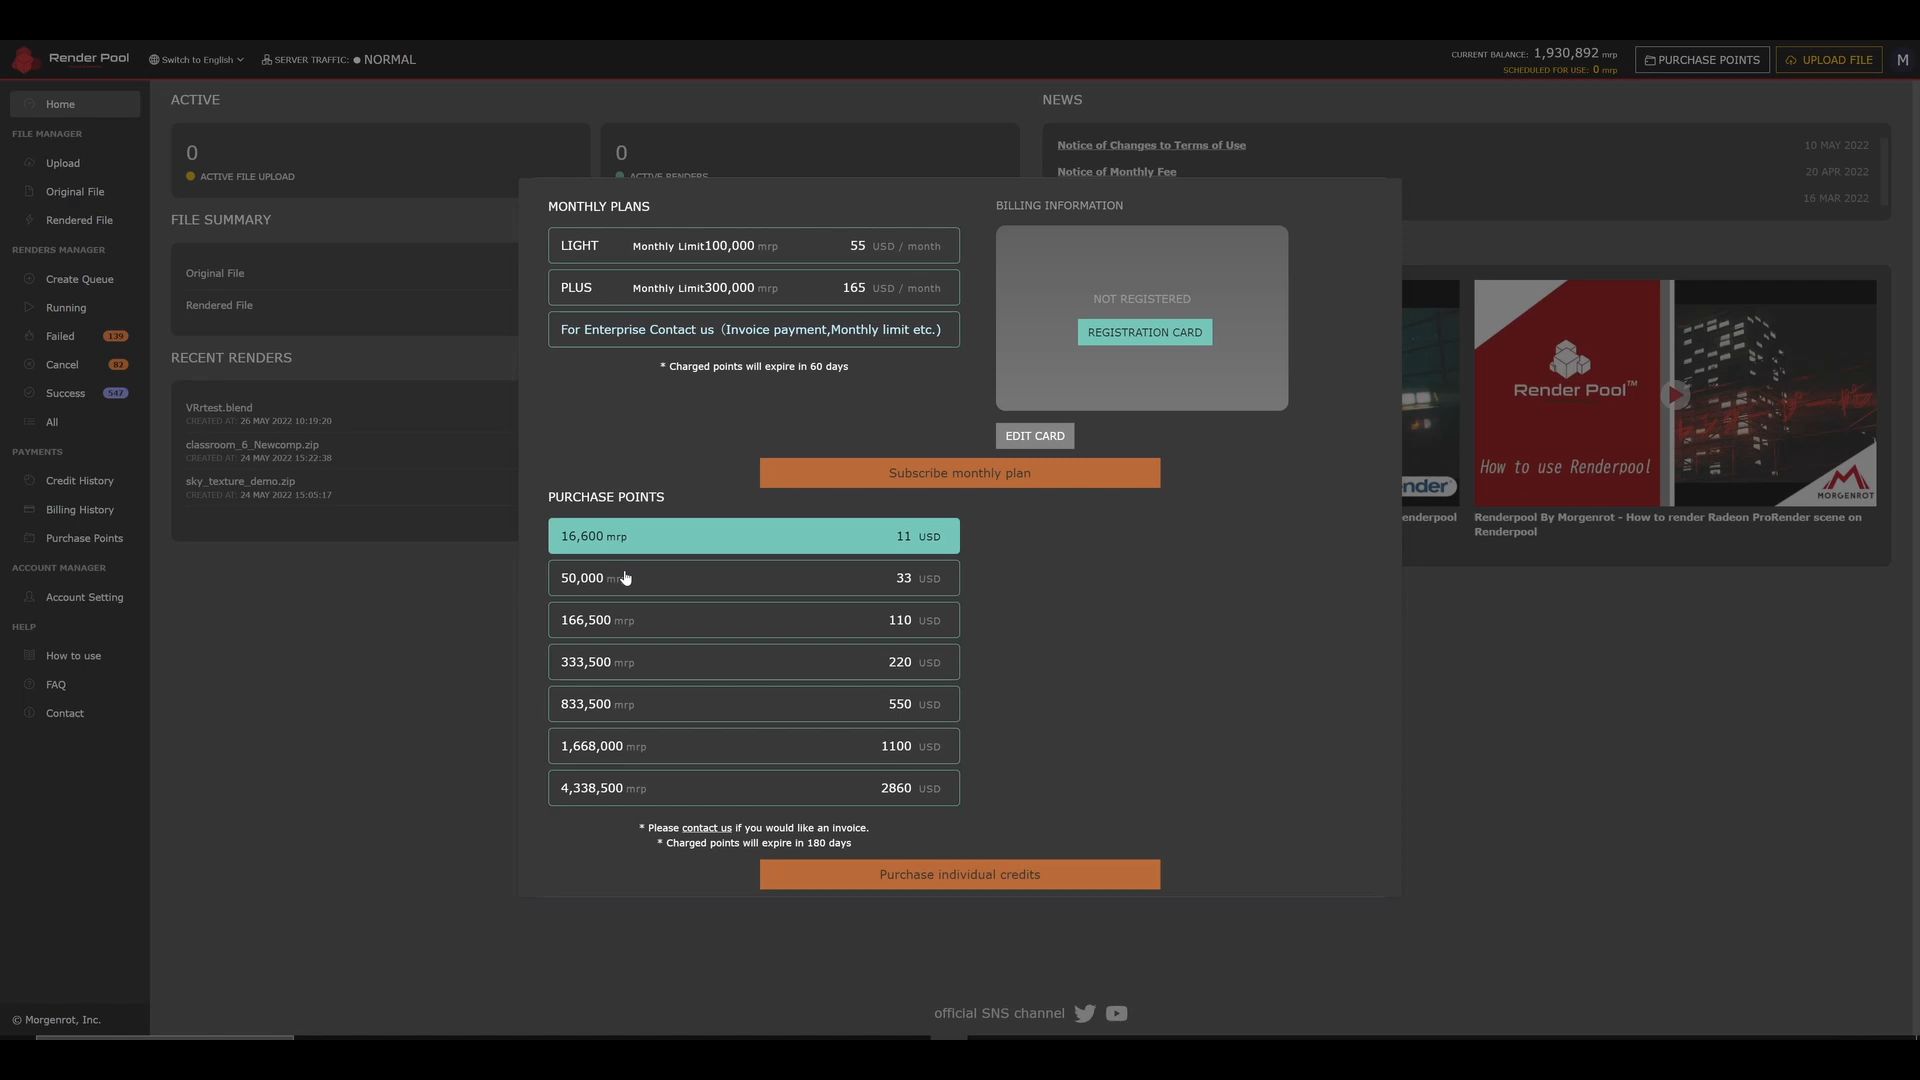 Render Pool
Switch to English
SERVER TRAFFIC: NORMAL
CURRENT BALANCE: 1,930,892 mrp
SCHEDULED FOR USE: 0 mrp
PURCHASE POINTS
UPLOAD FILE
M
Home
FILE MANAGER
Upload
Original File
Rendered File
RENDERS MANAGER
Create Queue
Running
Failed 139
Cancel 82
Success 547
All
PAYMENTS
Credit History
Billing History
Purchase Points
ACCOUNT MANAGER
Account Setting
HELP
How to use
FAQ
Contact
© Morgenrot, Inc.
ACTIVE
0
ACTIVE FILE UPLOAD
0
ACTIVE RENDERS
FILE SUMMARY
Original File
Rendered File
RECENT RENDERS
VRrtest.blend
CREATED AT: 26 MAY 2022 10:19:20
classroom_6_Newcomp.zip
CREATED AT: 24 MAY 2022 15:22:38
sky_texture_demo.zip
CREATED AT: 24 MAY 2022 15:05:17
NEWS
Notice of Changes to Terms of Use 10 MAY 2022
Notice of Monthly Fee 20 APR 2022
16 MAR 2022
MONTHLY PLANS
LIGHT Monthly Limit100,000 mrp 55 USD / month
PLUS Monthly Limit300,000 mrp 165 USD / month
For Enterprise Contact us（Invoice payment,Monthly limit etc.）
* Charged points will expire in 60 days
BILLING INFORMATION
NOT REGISTERED
REGISTRATION CARD
EDIT CARD
Subscribe monthly plan
PURCHASE POINTS
16,600 mrp 11 USD
50,000 33 USD
166,500 mrp 110 USD
333,500 mrp 220 USD
833,500 mrp 550 USD
1,668,000 mrp 1100 USD
4,338,500 mrp 2860 USD
* Please contact us if you would like an invoice.
* Charged points will expire in 180 days
Purchase individual credits
nder
enderpool
Render Pool™
How to use Renderpool
MORGENROT
Renderpool By Morgenrot - How to render Radeon ProRender scene on
Renderpool
official SNS channel